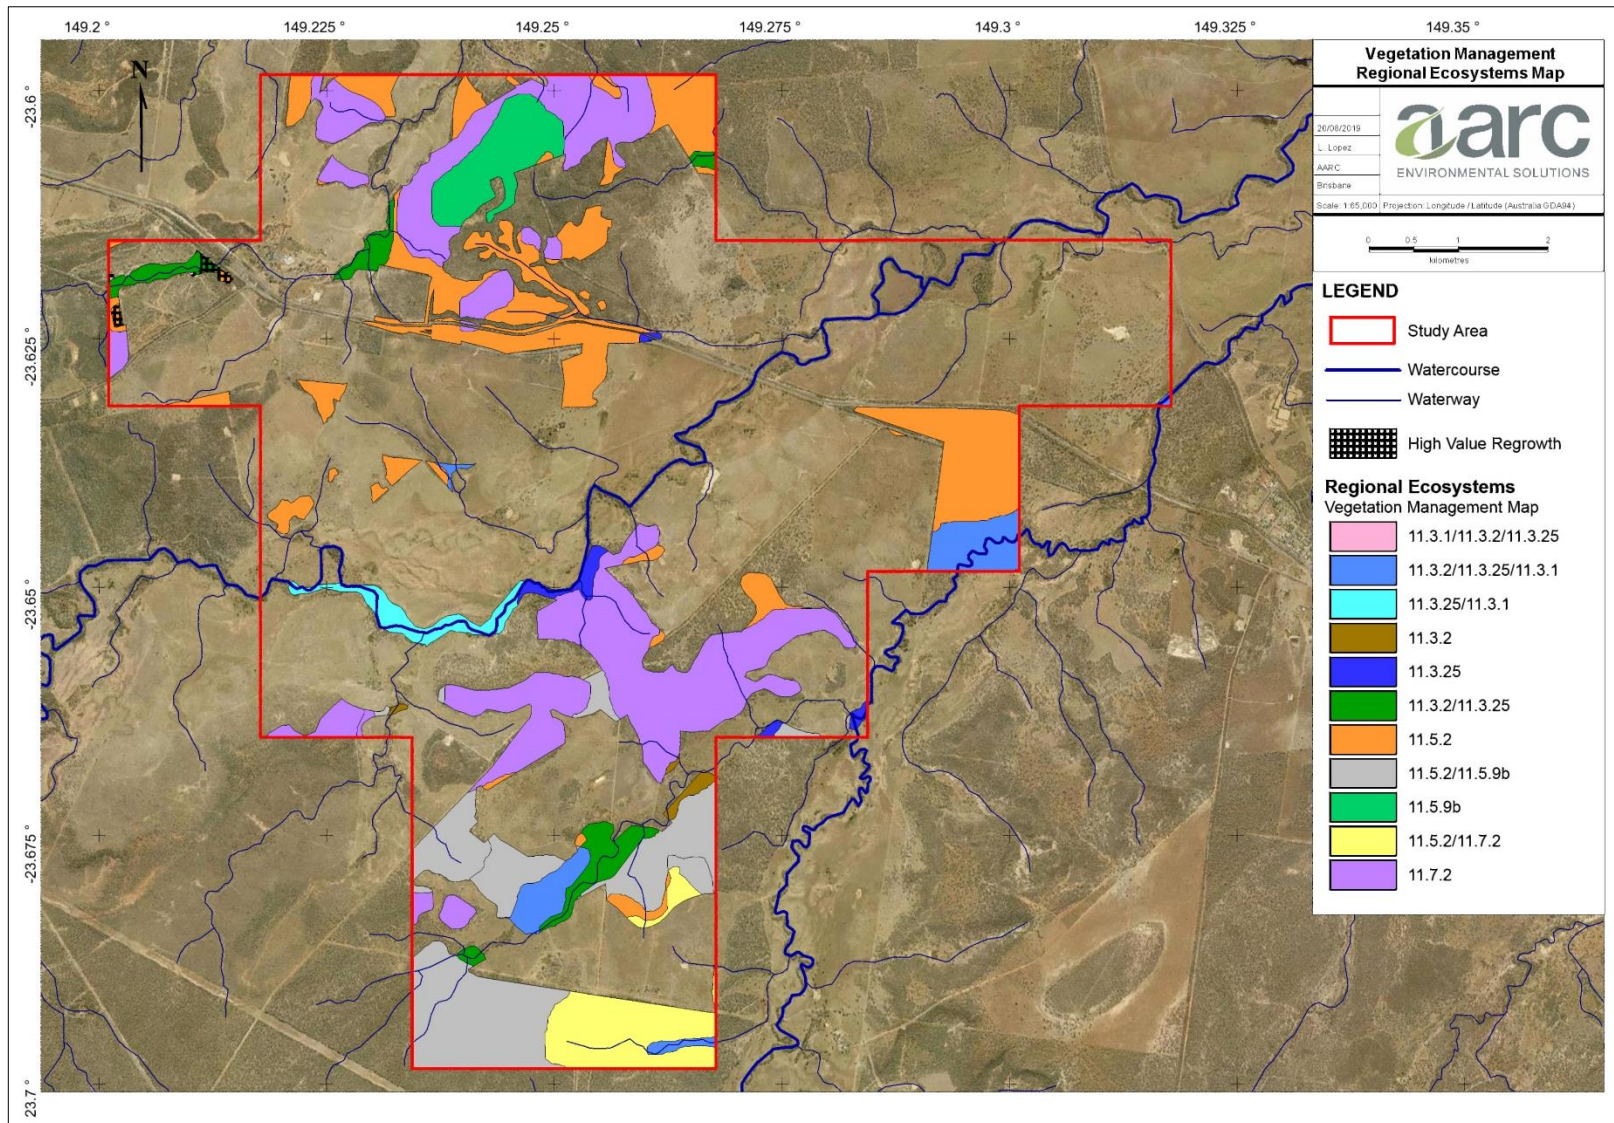 149.2 ° 149.225 ° 149.25 ° 149.275 ° 149.3 ° 149.325 ° 149.35 °
-23.6 °
-23.625 °
-23.65 °
-23.675 °
-23.7 °
N
Vegetation Management
Regional Ecosystems Map
20/08/2019
L. Lopez
AARC
Brisbane
aarc
ENVIRONMENTAL SOLUTIONS
Scale: 1:65,000 Projection: Longitude / Latitude (Australia GDA94)
0 0.5 1 2
kilometres
LEGEND
Study Area
Watercourse
Waterway
High Value Regrowth
Regional Ecosystems
Vegetation Management Map
11.3.1/11.3.2/11.3.25
11.3.2/11.3.25/11.3.1
11.3.25/11.3.1
11.3.2
11.3.25
11.3.2/11.3.25
11.5.2
11.5.2/11.5.9b
11.5.9b
11.5.2/11.7.2
11.7.2